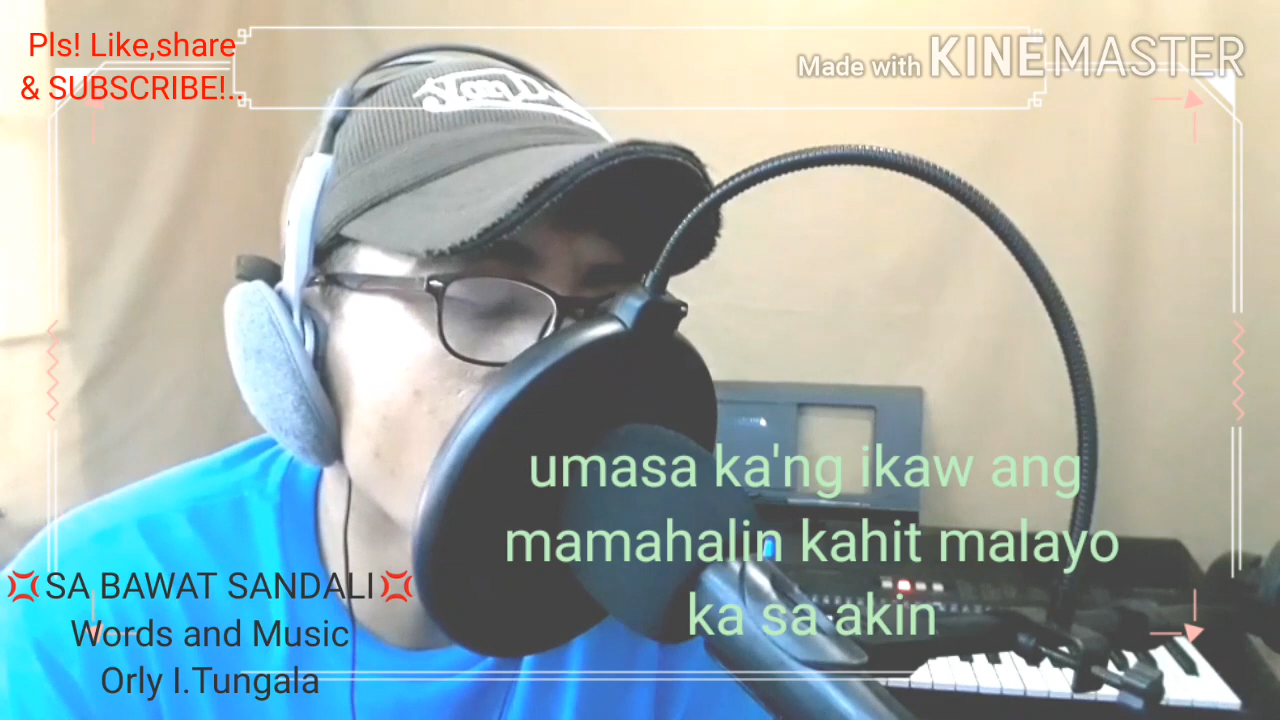 Pls! Like,share
& SUBSCRIBE!..
Made with KINEMASTER
umasa ka'ng ikaw ang
mamahalin kahit malayo
ka sa akin
💢SA BAWAT SANDALI💢
Words and Music
Orly I.Tungala